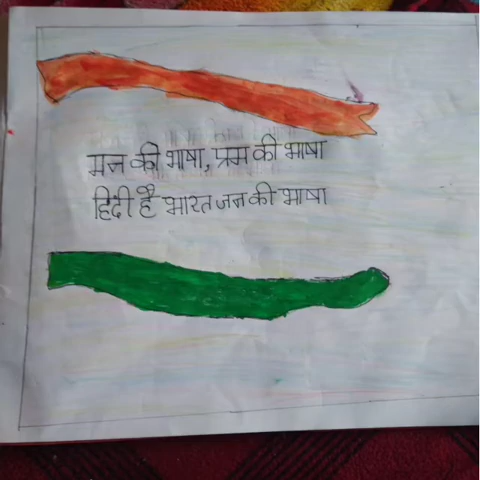 मन की भाषा, प्रेम की भाषा
हिंदी है भारत जन की भाषा